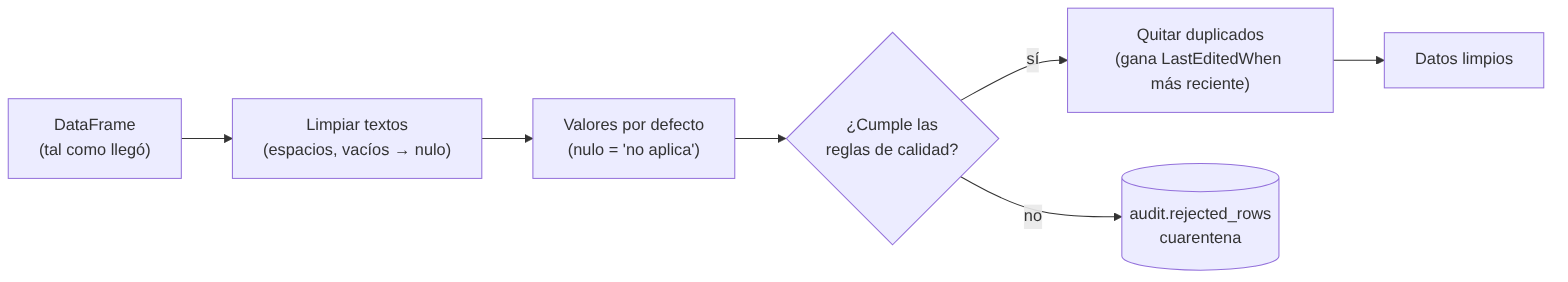 DataFrame
(tal como llegó)
Limpiar textos
(espacios, vacíos → nulo)
Valores por defecto
(nulo = 'no aplica')
¿Cumple las
reglas de calidad?
sí
Quitar duplicados
(gana LastEditedWhen
más reciente)
Datos limpios
no
audit.rejected_rows
cuarentena